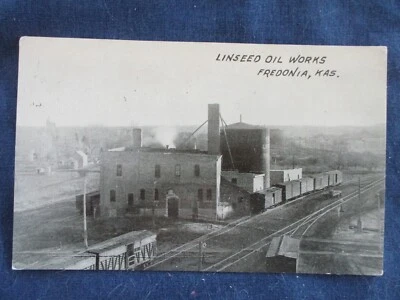 LINSEED OIL WORKS
FREDONIA, KAS.